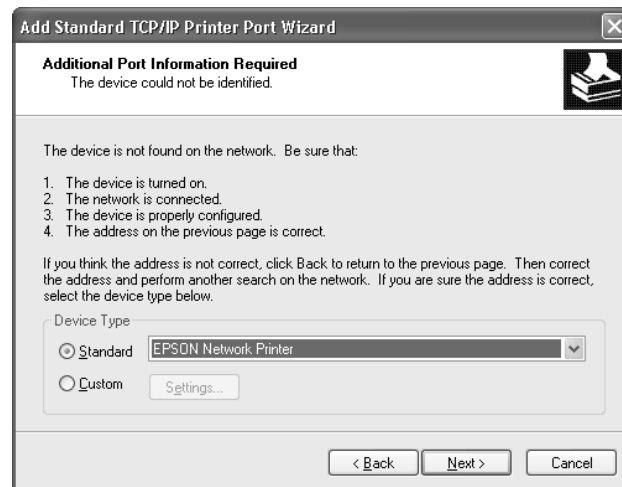 Add Standard TCP/IP Printer Port Wizard
Additional Port Information Required
The device could not be identified.
The device is not found on the network. Be sure that:
1. The device is turned on.
2. The network is connected.
3. The device is properly configured.
4. The address on the previous page is correct.
If you think the address is not correct, click Back to return to the previous page. Then correct
the address and perform another search on the network. If you are sure the address is correct,
select the device type below.
Device Type
Standard EPSON Network Printer
Custom Settings...
< Back Next > Cancel